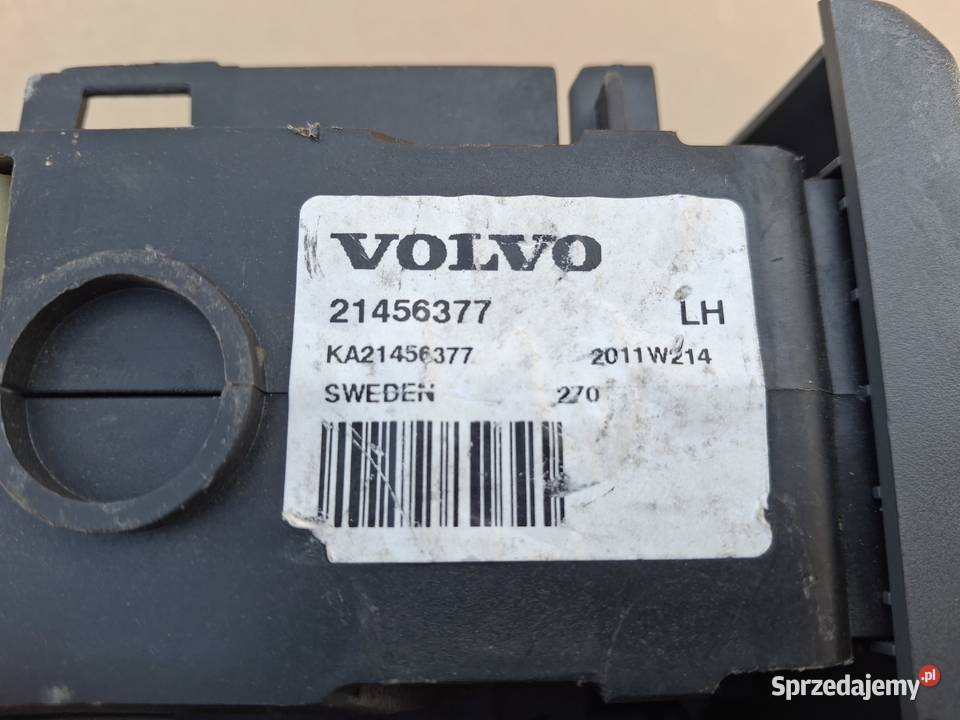 VOLVO
21456377 LH
KA21456377 2011W214
SWEDEN 270
Sprzedajemy.pl